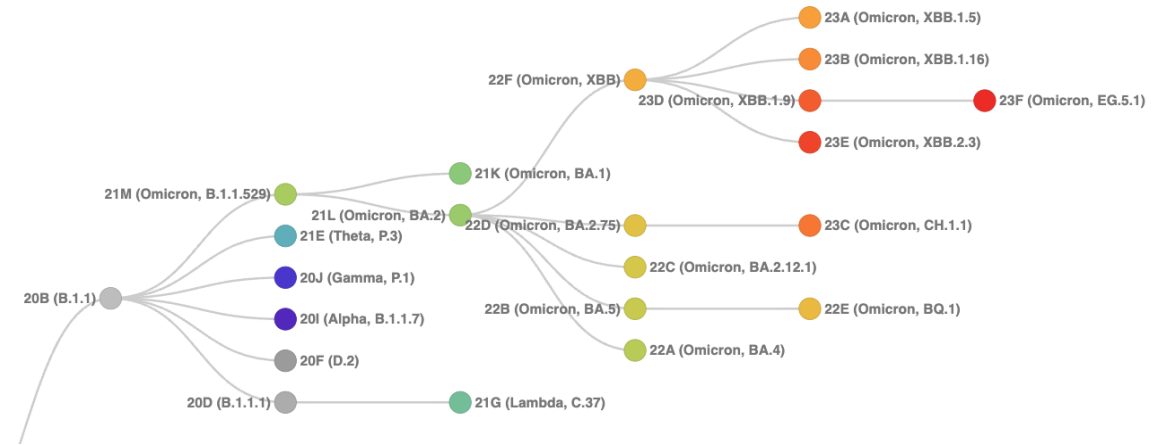 23A (Omicron, XBB.1.5)
23B (Omicron, XBB.1.16)
22F (Omicron, XBB)
23D (Omicron, XBB.1.9)
23F (Omicron, EG.5.1)
23E (Omicron, XBB.2.3)
21K (Omicron, BA.1)
21M (Omicron, B.1.1.529)
21L (Omicron, BA.2)
22D (Omicron, BA.2.75)
23C (Omicron, CH.1.1)
21E (Theta, P.3)
22C (Omicron, BA.2.12.1)
20J (Gamma, P.1)
20B (B.1.1)
22B (Omicron, BA.5)
22E (Omicron, BQ.1)
20I (Alpha, B.1.1.7)
22A (Omicron, BA.4)
20F (D.2)
20D (B.1.1.1)
21G (Lambda, C.37)